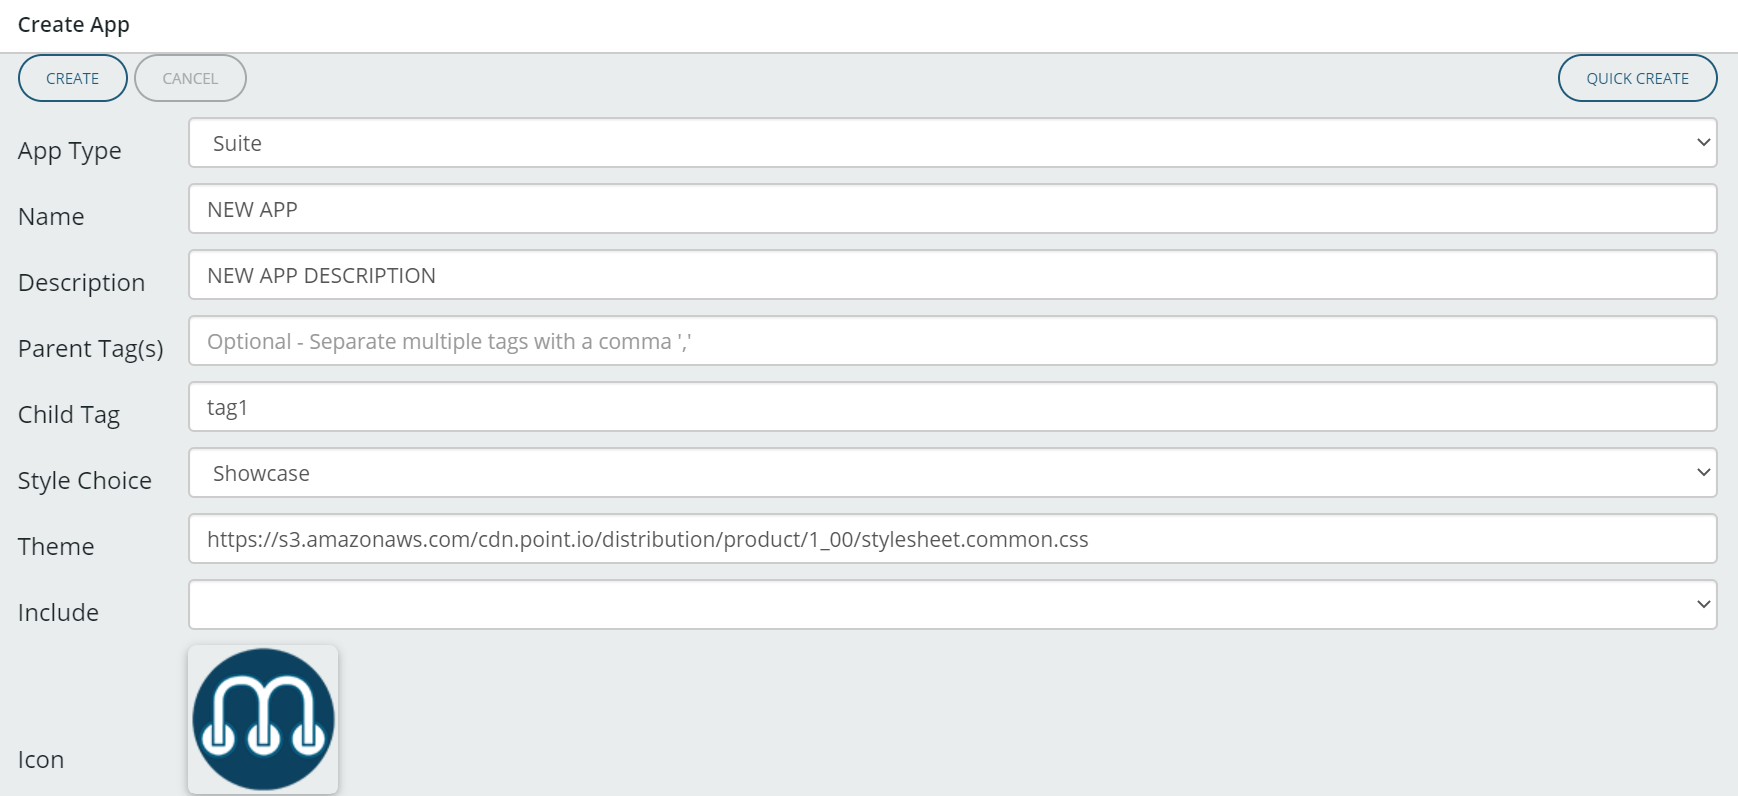 Create App
CREATE CANCEL QUICK CREATE
App Type Suite
Name NEW APP
Description NEW APP DESCRIPTION
Parent Tag(s) Optional - Separate multiple tags with a comma ','
Child Tag tag1
Style Choice Showcase
Theme https://s3.amazonaws.com/cdn.point.io/distribution/product/1_00/stylesheet.common.css
Include
Icon